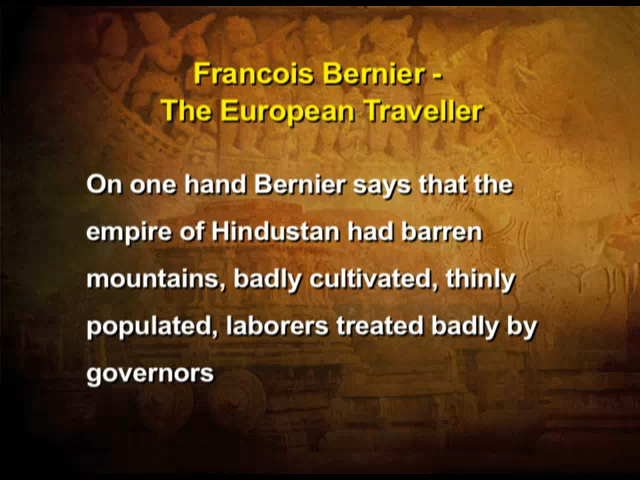 Francois Bernier -
The European Traveller
On one hand Bernier says that the
empire of Hindustan had barren
mountains, badly cultivated, thinly
populated, laborers treated badly by
governors